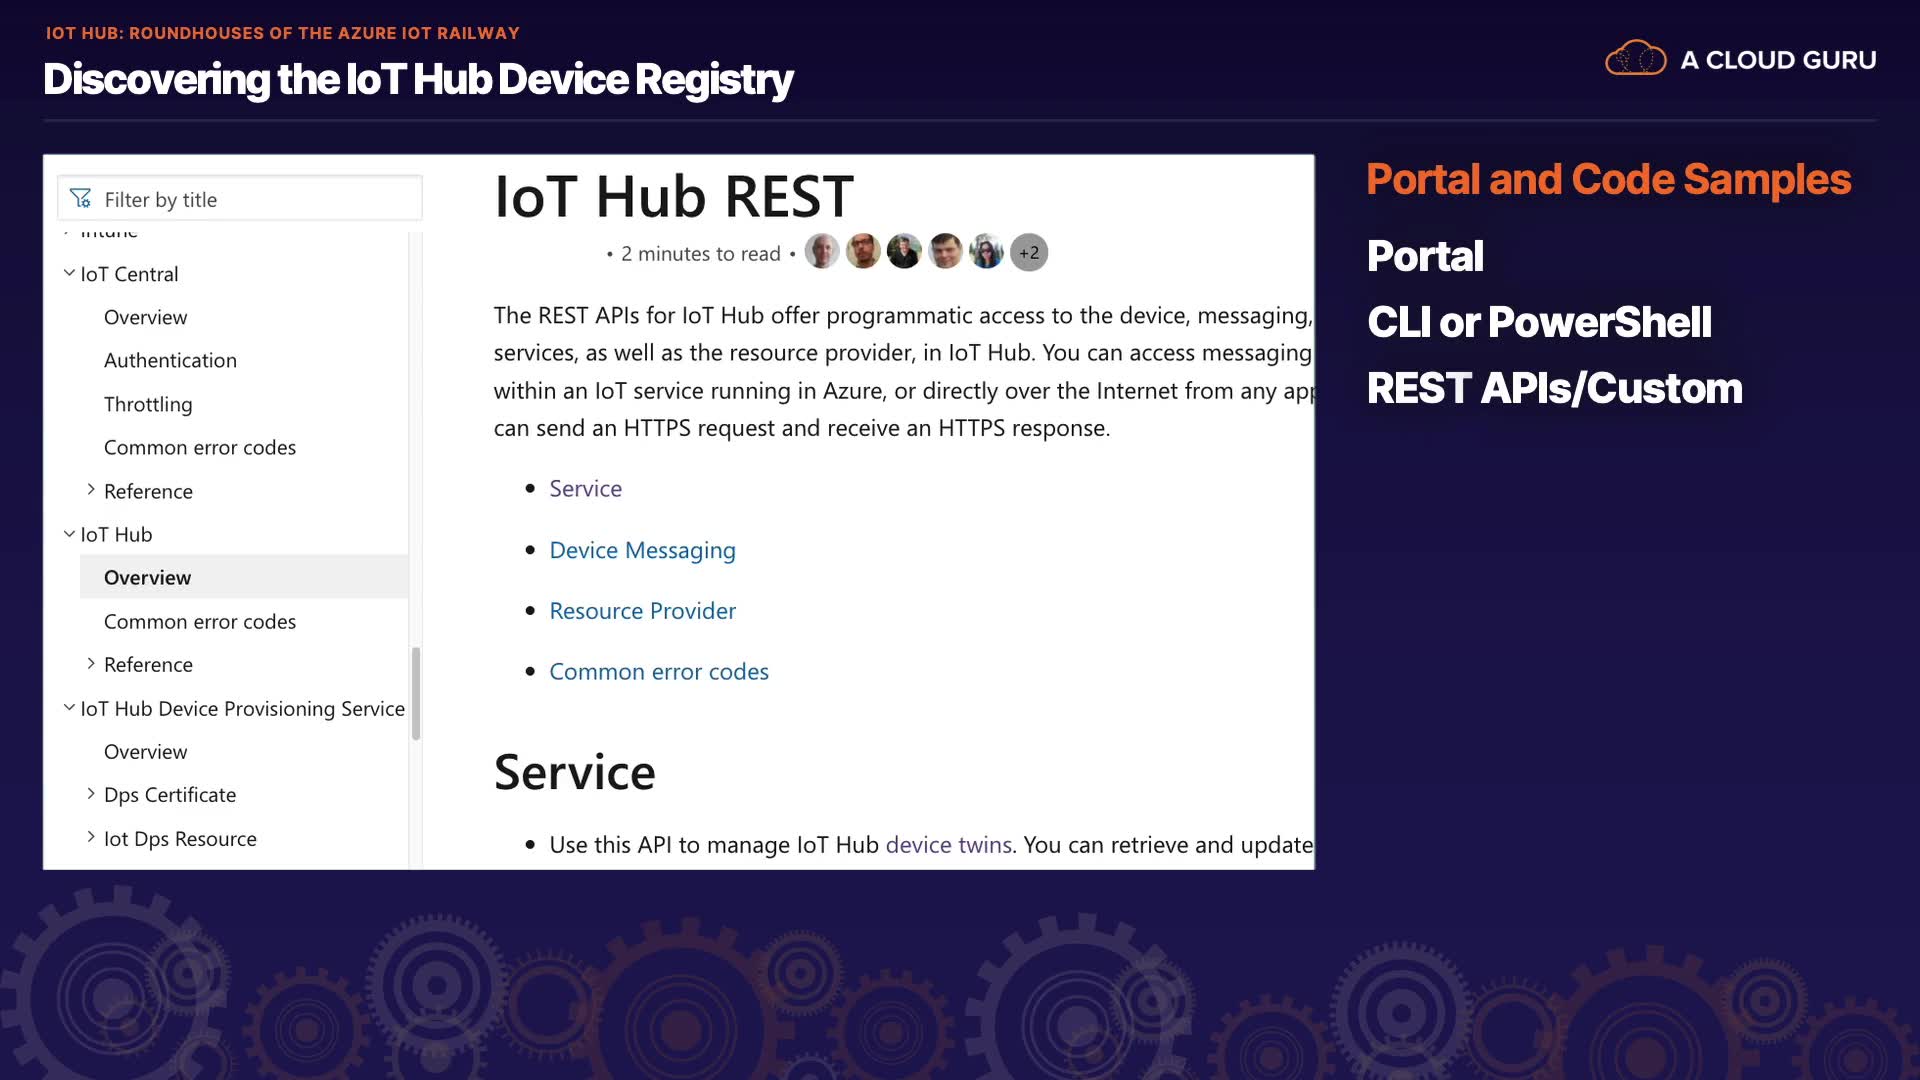 IOT HUB: ROUNDHOUSES OF THE AZURE IOT RAILWAY
Discovering the IoT Hub Device Registry
A CLOUD GURU
Filter by title
Intune
IoT Central
Overview
Authentication
Throttling
Common error codes
Reference
IoT Hub
Overview
Common error codes
Reference
IoT Hub Device Provisioning Service
Overview
Dps Certificate
Iot Dps Resource
IoT Hub REST
• 2 minutes to read • +2
The REST APIs for IoT Hub offer programmatic access to the device, messaging,
services, as well as the resource provider, in IoT Hub. You can access messaging
within an IoT service running in Azure, or directly over the Internet from any app
can send an HTTPS request and receive an HTTPS response.
• Service
• Device Messaging
• Resource Provider
• Common error codes
Service
• Use this API to manage IoT Hub device twins. You can retrieve and update
Portal and Code Samples
Portal
CLI or PowerShell
REST APIs/Custom